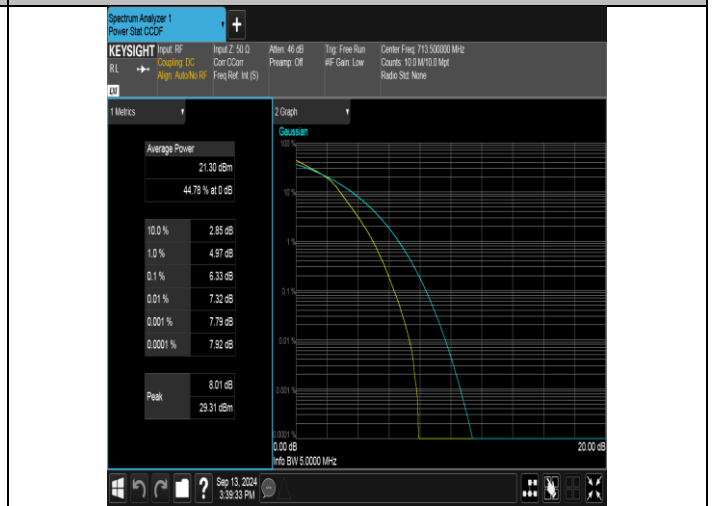 Spectrum Analyzer 1
Power Stat CCDF
+
KEYSIGHT Input: RF Input Z: 50 Ω Atten: 46 dB Trig: Free Run Center Freq: 713.500000 MHz
RL Coupling: DC Corr CCorr Preamp: Off #IF Gain: Low Counts: 10.0 M/10.0 Mpt
Align: Auto/No RF Freq Ref: Int (S) Radio Std: None
LXI
1 Metrics
Average Power
21.30 dBm
44.78 % at 0 dB
10.0 % 2.85 dB
1.0 % 4.97 dB
0.1 % 6.33 dB
0.01 % 7.32 dB
0.001 % 7.79 dB
0.0001 % 7.92 dB
Peak 8.01 dB
29.31 dBm
2 Graph
Gaussian
100 %
10 %
1 %
0.1 %
0.01 %
0.001 %
0.0001 %
0.00 dB 20.00 dB
Info BW 5.0000 MHz
? Sep 13, 2024
3:39:33 PM